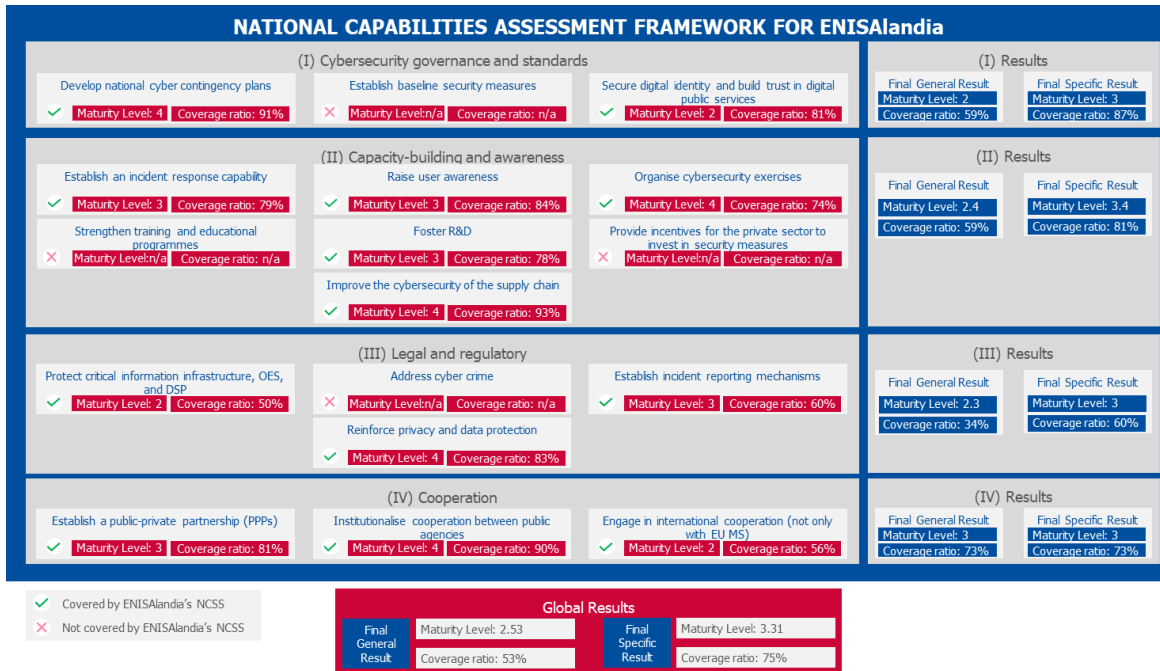 NATIONAL CAPABILITIES ASSESSMENT FRAMEWORK FOR ENISAlandia
(I) Cybersecurity governance and standards
Develop national cyber contingency plans
Maturity Level: 4 Coverage ratio: 91%
Establish baseline security measures
Maturity Level:n/a Coverage ratio: n/a
Secure digital identity and build trust in digital
public services
Maturity Level: 2 Coverage ratio: 81%
(I) Results
Final General Result
Maturity Level: 2
Coverage ratio: 59%
Final Specific Result
Maturity Level: 3
Coverage ratio: 87%
(II) Capacity-building and awareness
Establish an incident response capability
Maturity Level: 3 Coverage ratio: 79%
Raise user awareness
Maturity Level: 3 Coverage ratio: 84%
Organise cybersecurity exercises
Maturity Level: 4 Coverage ratio: 74%
Strengthen training and educational
programmes
Maturity Level:n/a Coverage ratio: n/a
Foster R&D
Maturity Level: 3 Coverage ratio: 78%
Provide incentives for the private sector to
invest in security measures
Maturity Level:n/a Coverage ratio: n/a
Improve the cybersecurity of the supply chain
Maturity Level: 4 Coverage ratio: 93%
(II) Results
Final General Result
Maturity Level: 2.4
Coverage ratio: 59%
Final Specific Result
Maturity Level: 3.4
Coverage ratio: 81%
(III) Legal and regulatory
Protect critical information infrastructure, OES,
and DSP
Maturity Level: 2 Coverage ratio: 50%
Address cyber crime
Maturity Level:n/a Coverage ratio: n/a
Establish incident reporting mechanisms
Maturity Level: 3 Coverage ratio: 60%
Reinforce privacy and data protection
Maturity Level: 4 Coverage ratio: 83%
(III) Results
Final General Result
Maturity Level: 2.3
Coverage ratio: 34%
Final Specific Result
Maturity Level: 3
Coverage ratio: 60%
(IV) Cooperation
Establish a public-private partnership (PPPs)
Maturity Level: 3 Coverage ratio: 81%
Institutionalise cooperation between public
agencies
Maturity Level: 4 Coverage ratio: 90%
Engage in international cooperation (not only
with EU MS)
Maturity Level: 2 Coverage ratio: 56%
(IV) Results
Final General Result
Maturity Level: 3
Coverage ratio: 73%
Final Specific Result
Maturity Level: 3
Coverage ratio: 73%
Covered by ENISAlandia's NCSS
Not covered by ENISAlandia's NCSS
Global Results
Final
General
Result
Maturity Level: 2.53
Coverage ratio: 53%
Final
Specific
Result
Maturity Level: 3.31
Coverage ratio: 75%